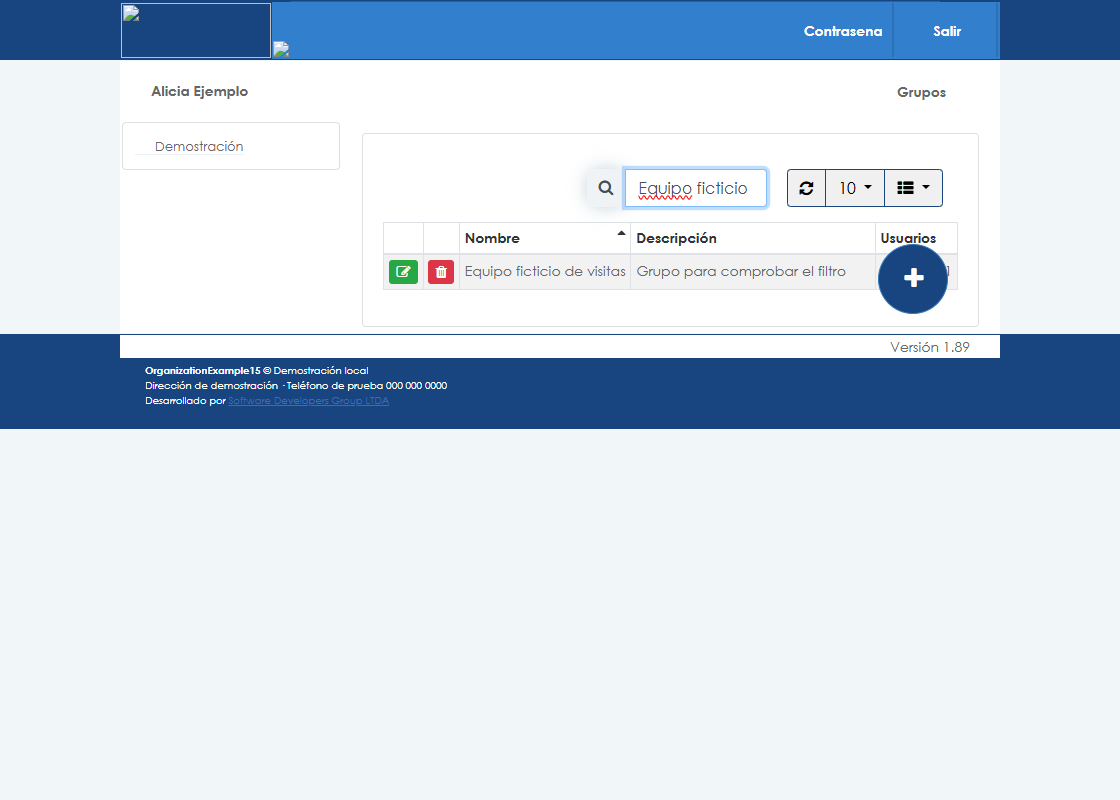 Contrasena Salir
Alicia Ejemplo
Grupos
Demostración
Equipo ficticio
10
Nombre Descripción Usuarios
Equipo ficticio de visitas Grupo para comprobar el filtro
Versión 1.89
OrganizationExample15 © Demostración local
Dirección de demostración · Teléfono de prueba 000 000 0000
Desarrollado por Software Developers Group LTDA